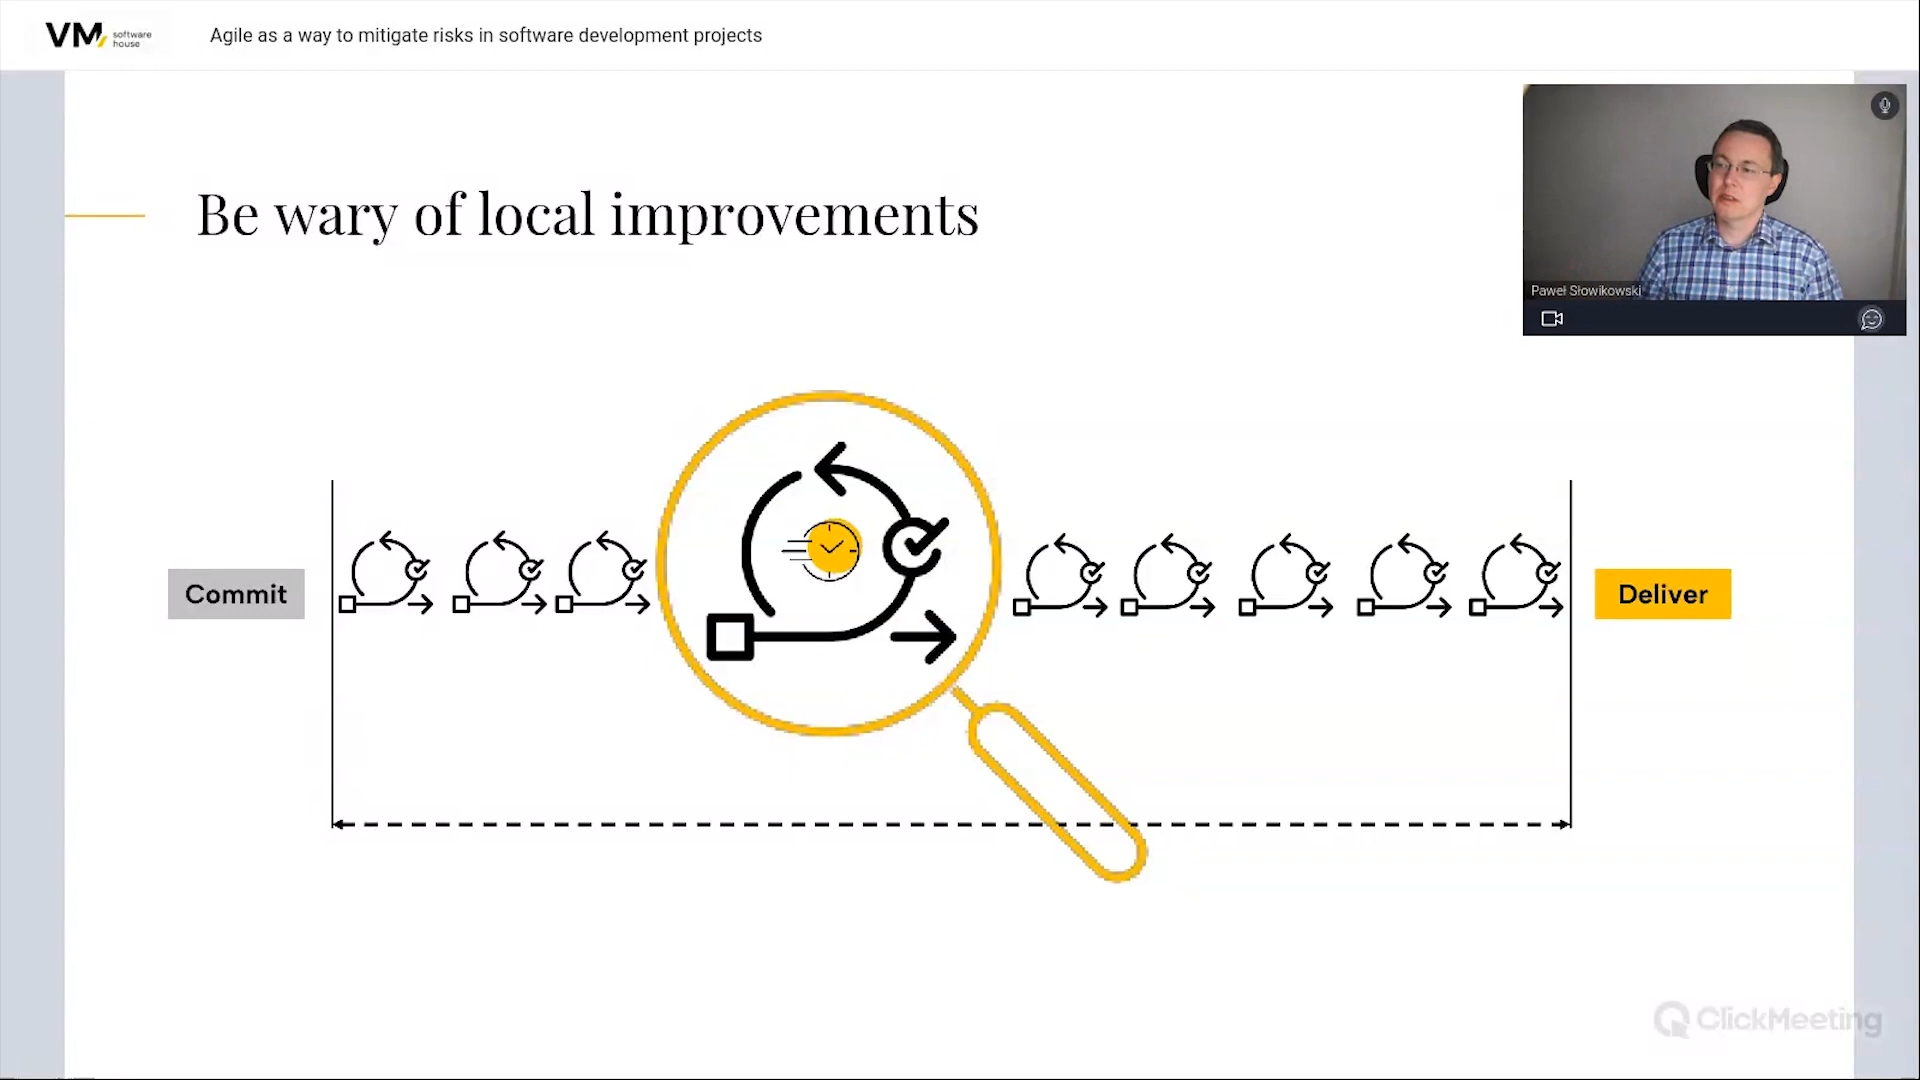 VM software house
Agile as a way to mitigate risks in software development projects
Be wary of local improvements
Paweł Słowikowski
Commit
Deliver
ClickMeeting